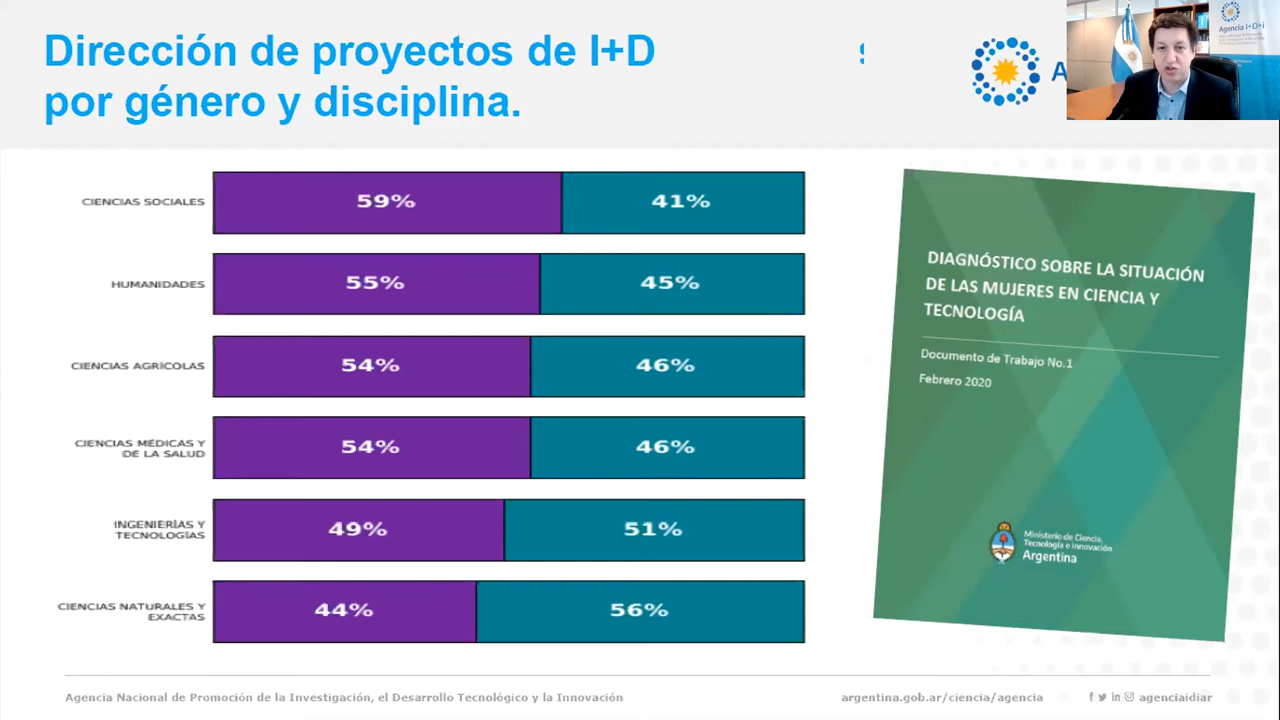 Dirección de proyectos de I+D
por género y disciplina.
Agencia I+D+i
CIENCIAS SOCIALES
59%
41%
HUMANIDADES
55%
45%
CIENCIAS AGRÍCOLAS
54%
46%
CIENCIAS MÉDICAS Y
DE LA SALUD
54%
46%
INGENIERÍAS Y
TECNOLOGÍAS
49%
51%
CIENCIAS NATURALES Y
EXACTAS
44%
56%
DIAGNÓSTICO SOBRE LA SITUACIÓN
DE LAS MUJERES EN CIENCIA Y
TECNOLOGÍA
Documento de Trabajo No.1
Febrero 2020
Ministerio de Ciencia,
Tecnología e Innovación
Argentina
Agencia Nacional de Promoción de la Investigación, el Desarrollo Tecnológico y la Innovación
argentina.gob.ar/ciencia/agencia
agenciaidiar